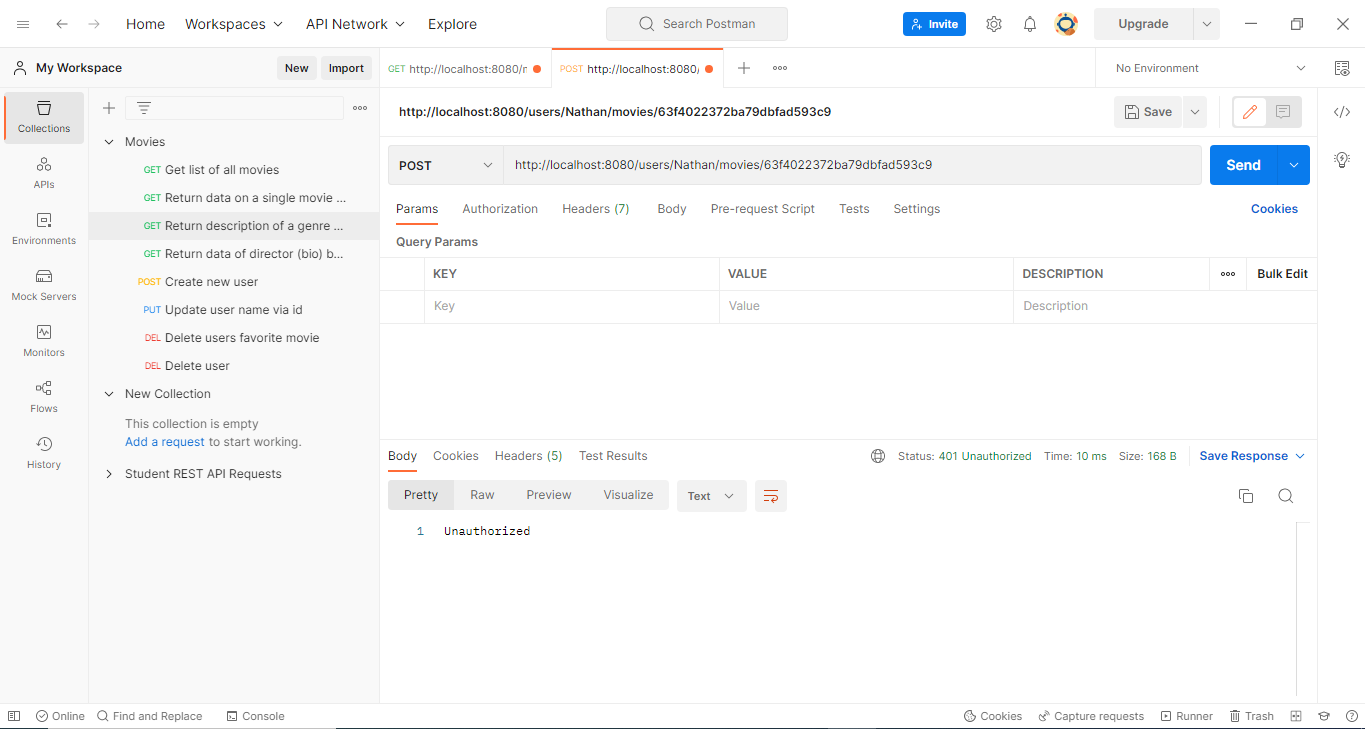 Home Workspaces API Network Explore Search Postman Invite Upgrade
My Workspace New Import GET http://localhost:8080/ POST http://localhost:8080/ No Environment
http://localhost:8080/users/Nathan/movies/63f4022372ba79dbfad593c9 Save
Collections
APIs
Environments
Mock Servers
Monitors
Flows
History
Movies
GET Get list of all movies
GET Return data on a single movie ...
GET Return description of a genre ...
GET Return data of director (bio) b...
POST Create new user
PUT Update user name via id
DEL Delete users favorite movie
DEL Delete user
New Collection
This collection is empty
Add a request to start working.
Student REST API Requests
POST http://localhost:8080/users/Nathan/movies/63f4022372ba79dbfad593c9 Send
Params Authorization Headers (7) Body Pre-request Script Tests Settings Cookies
Query Params
KEY VALUE DESCRIPTION Bulk Edit
Key Value Description
Body Cookies Headers (5) Test Results Status: 401 Unauthorized Time: 10 ms Size: 168 B Save Response
Pretty Raw Preview Visualize Text
1 Unauthorized
Online Find and Replace Console Cookies Capture requests Runner Trash